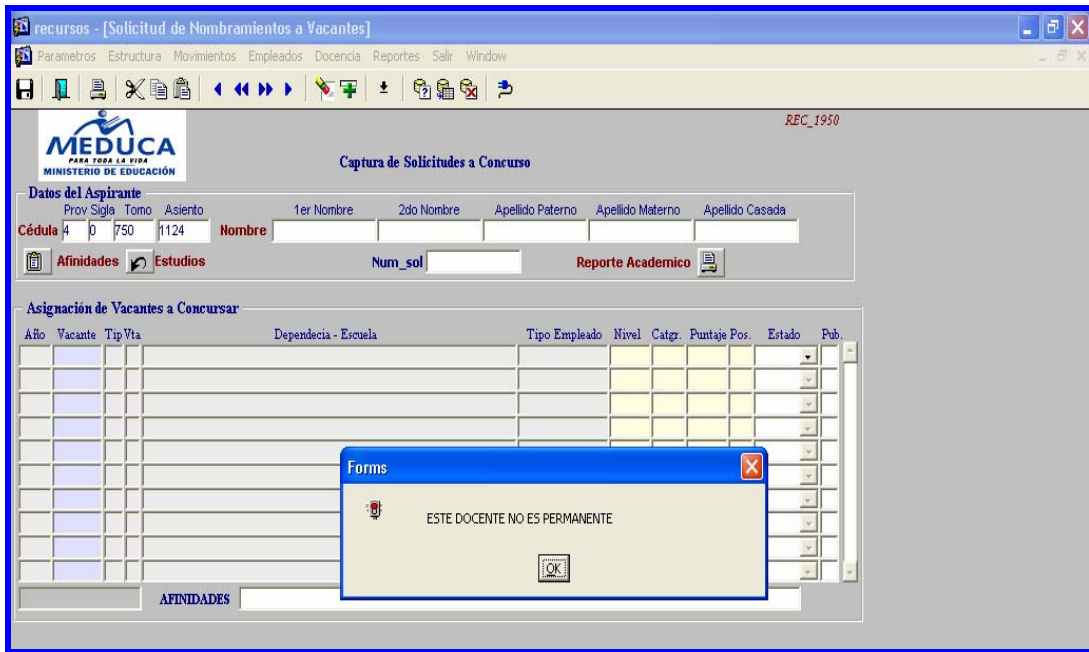 recursos - [Solicitud de Nombramientos a Vacantes]
Parametros Estructura Movimientos Empleados Docencia Reportes Salir Window
REC_1950
MEDUCA
PARA TODA LA VIDA
MINISTERIO DE EDUCACIÓN
Captura de Solicitudes a Concurso
Datos del Aspirante
Prov Sigla Tomo Asiento 1er Nombre 2do Nombre Apellido Paterno Apellido Materno Apellido Casada
Cédula 4 0 750 1124 Nombre
Afinidades Estudios Num_sol Reporte Academico
Asignación de Vacantes a Concursar
Año Vacante Tip Vta Dependecia - Escuela Tipo Empleado Nivel Catgr. Puntaje Pos. Estado Pub.
Forms
ESTE DOCENTE NO ES PERMANENTE
OK
AFINIDADES